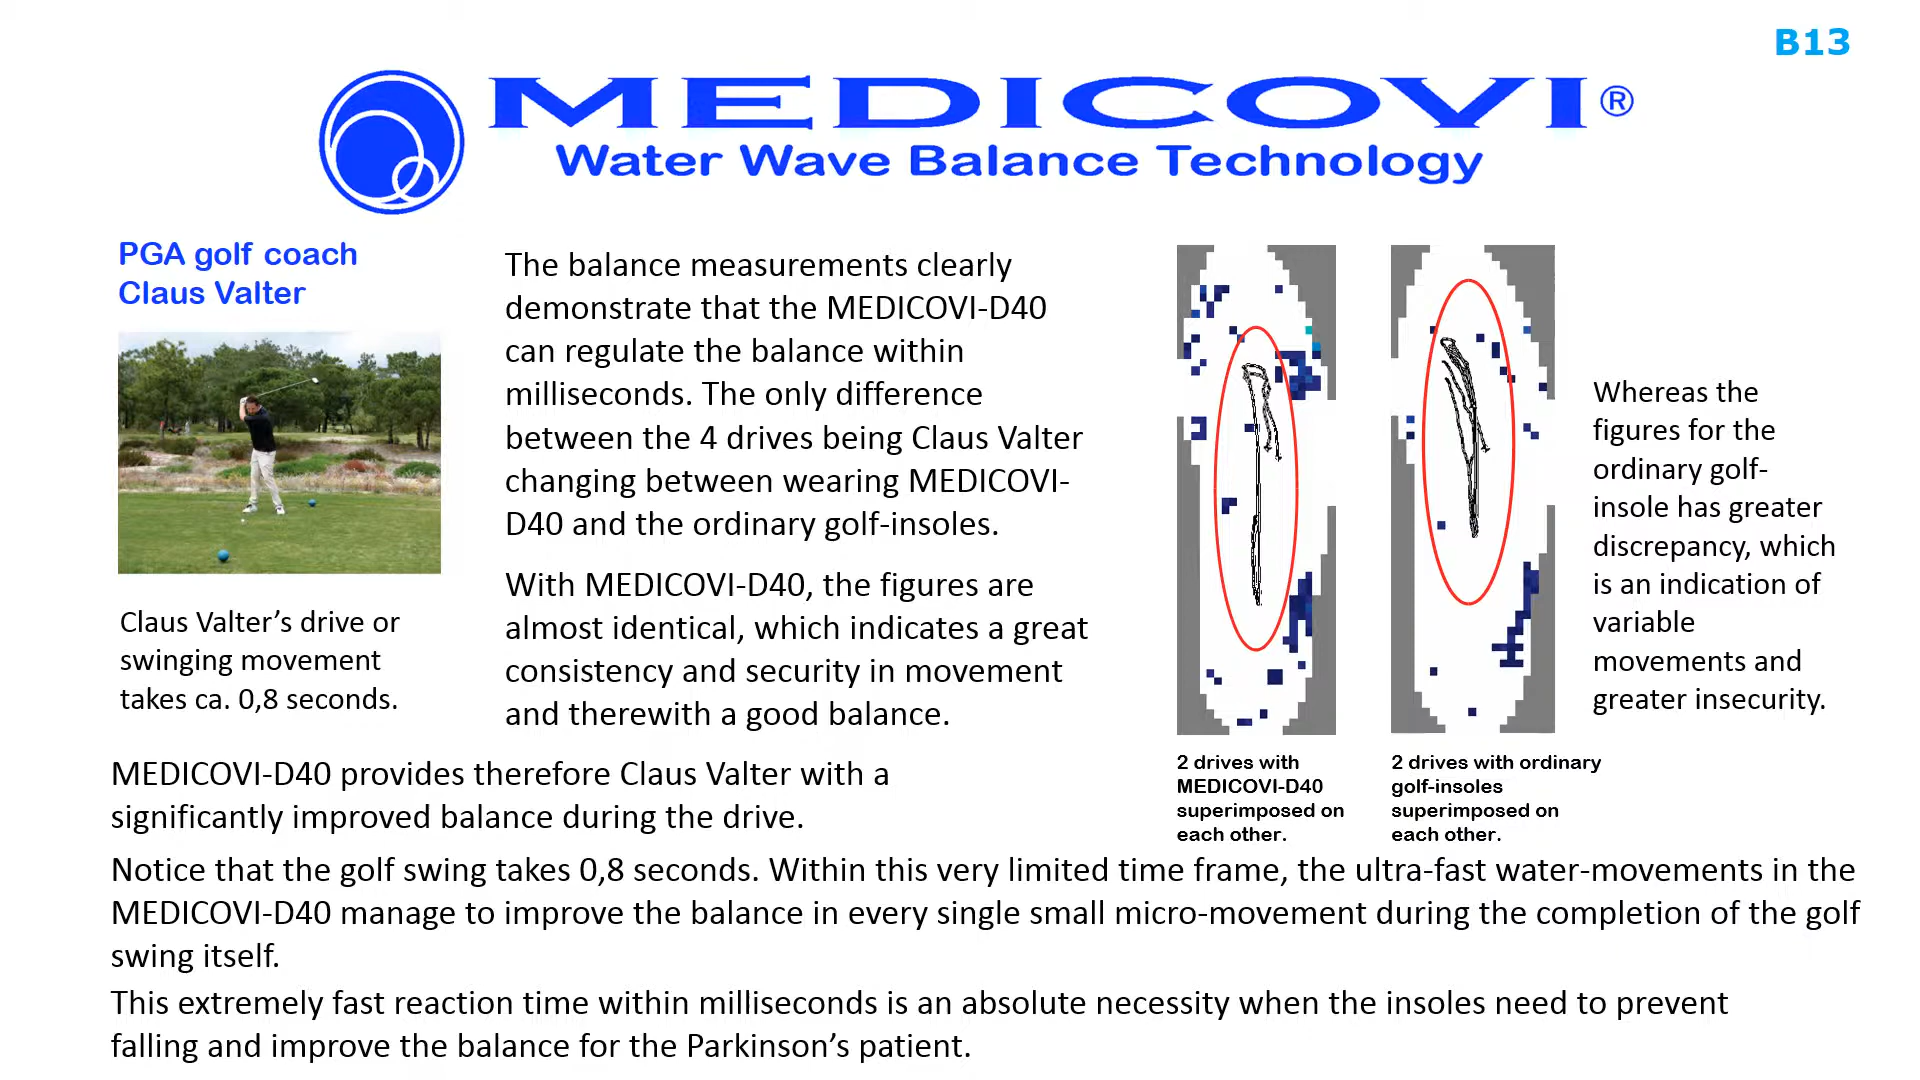 B13
MEDICOVI®
Water Wave Balance Technology
PGA golf coach
Claus Valter
Claus Valter’s drive or
swinging movement
takes ca. 0,8 seconds.
The balance measurements clearly
demonstrate that the MEDICOVI-D40
can regulate the balance within
milliseconds. The only difference
between the 4 drives being Claus Valter
changing between wearing MEDICOVI-
D40 and the ordinary golf-insoles.
With MEDICOVI-D40, the figures are
almost identical, which indicates a great
consistency and security in movement
and therewith a good balance.
2 drives with
MEDICOVI-D40
superimposed on
each other.
2 drives with ordinary
golf-insoles
superimposed on
each other.
Whereas the
figures for the
ordinary golf-
insole has greater
discrepancy, which
is an indication of
variable
movements and
greater insecurity.
MEDICOVI-D40 provides therefore Claus Valter with a
significantly improved balance during the drive.
Notice that the golf swing takes 0,8 seconds. Within this very limited time frame, the ultra-fast water-movements in the
MEDICOVI-D40 manage to improve the balance in every single small micro-movement during the completion of the golf
swing itself.
This extremely fast reaction time within milliseconds is an absolute necessity when the insoles need to prevent
falling and improve the balance for the Parkinson’s patient.